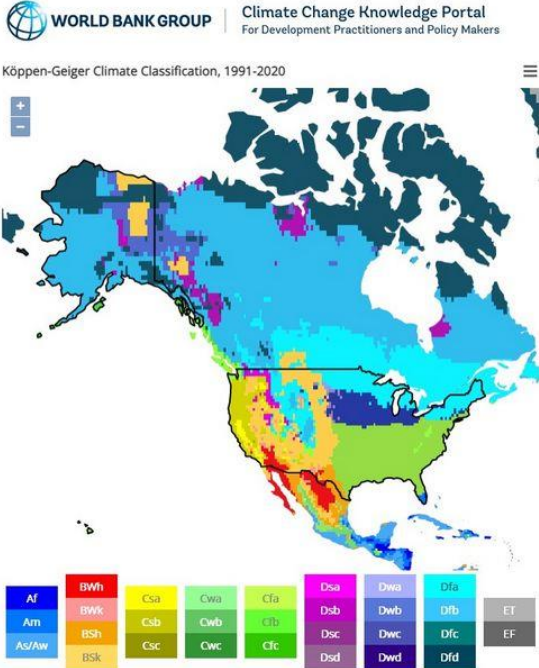 WORLD BANK GROUP
Climate Change Knowledge Portal
For Development Practitioners and Policy Makers
Köppen-Geiger Climate Classification, 1991-2020
+
−
Af
Am
As/Aw
BWh
BWk
BSh
BSk
Csa
Csb
Csc
Cwa
Cwb
Cwc
Cfa
Cfb
Cfc
Dsa
Dsb
Dsc
Dsd
Dwa
Dwb
Dwc
Dwd
Dfa
Dfb
Dfc
Dfd
ET
EF